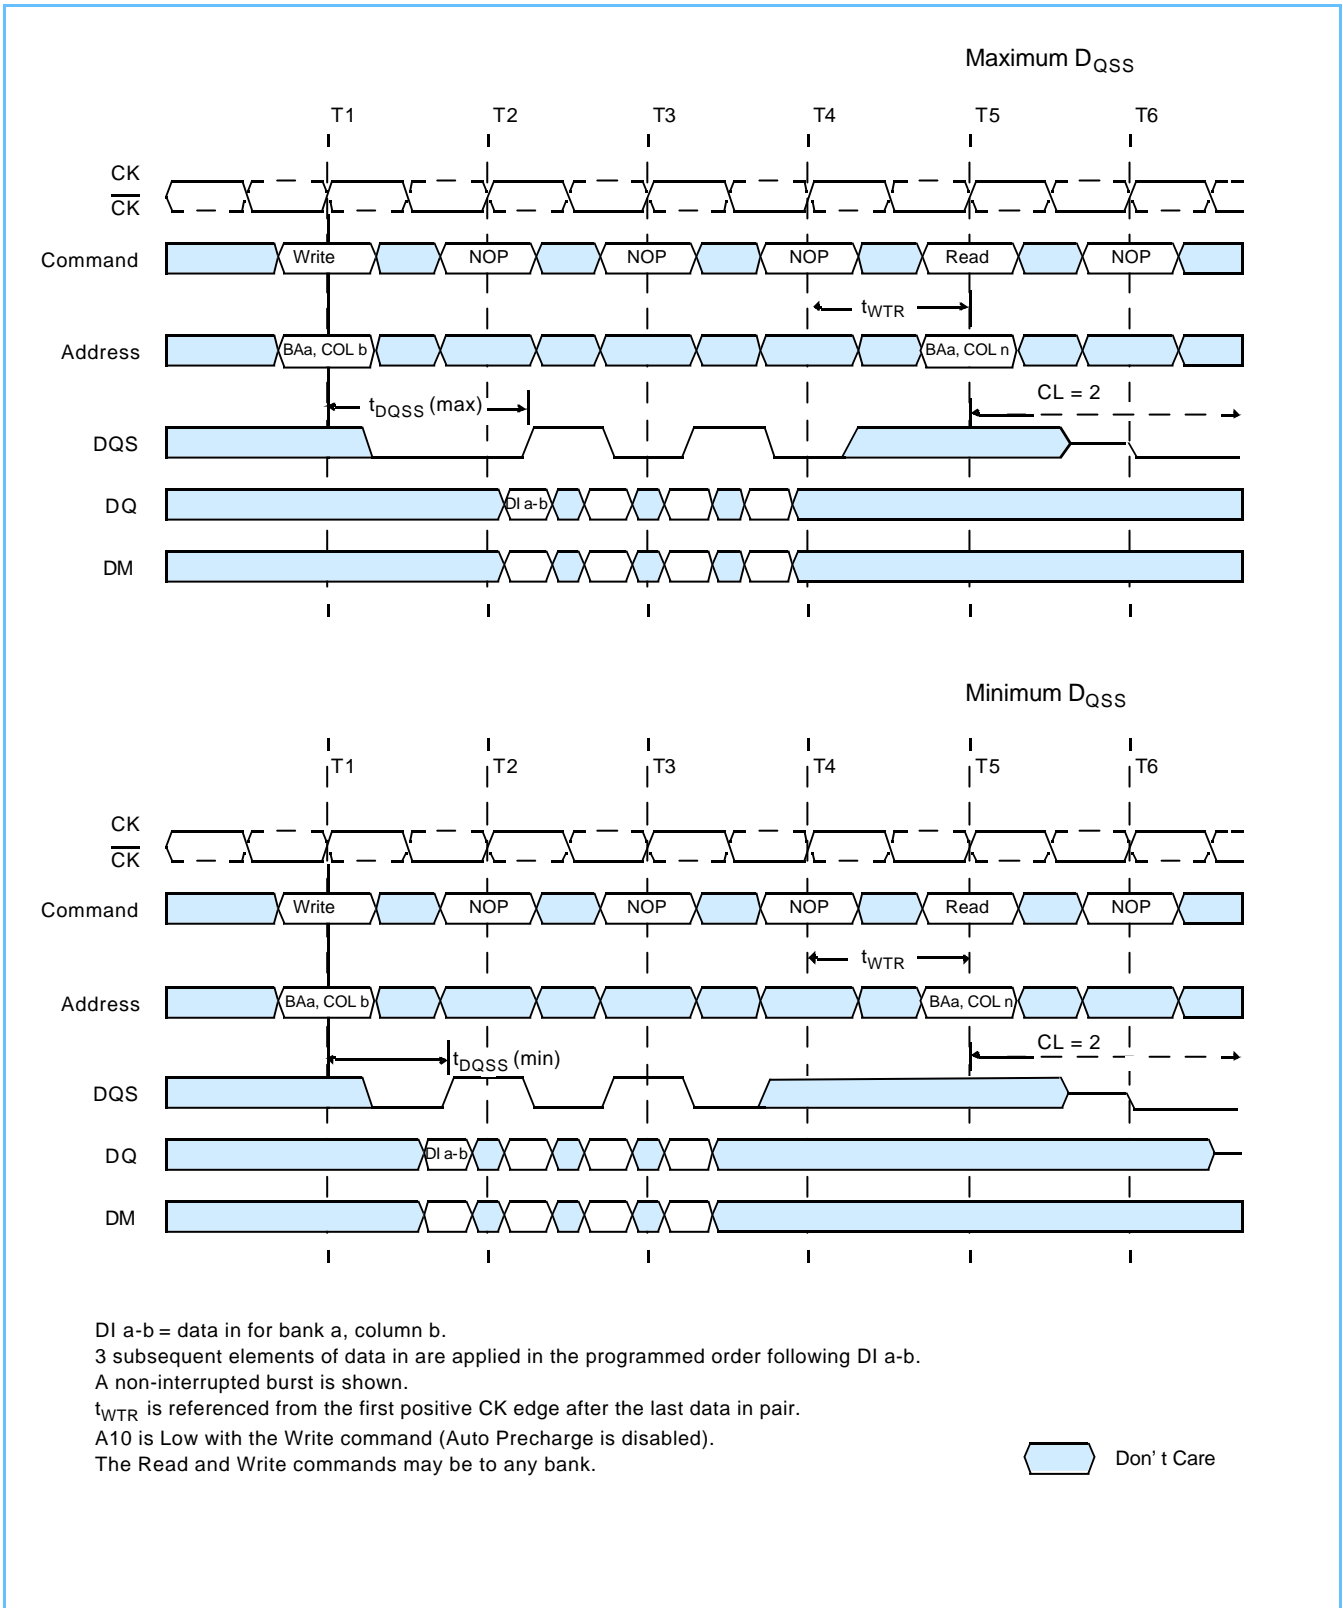 Maximum DQSS
T1 T2 T3 T4 T5 T6
CK
CK
Command Write NOP NOP NOP Read NOP
tWTR
Address BAa, COL b BAa, COL n
tDQSS (max) CL = 2
DQS
DQ DI a-b
DM
Minimum DQSS
T1 T2 T3 T4 T5 T6
CK
CK
Command Write NOP NOP NOP Read NOP
tWTR
Address BAa, COL b BAa, COL n
tDQSS (min) CL = 2
DQS
DQ DI a-b
DM
DI a-b = data in for bank a, column b.
3 subsequent elements of data in are applied in the programmed order following DI a-b.
A non-interrupted burst is shown.
tWTR is referenced from the first positive CK edge after the last data in pair.
A10 is Low with the Write command (Auto Precharge is disabled).
The Read and Write commands may be to any bank.
Don' t Care